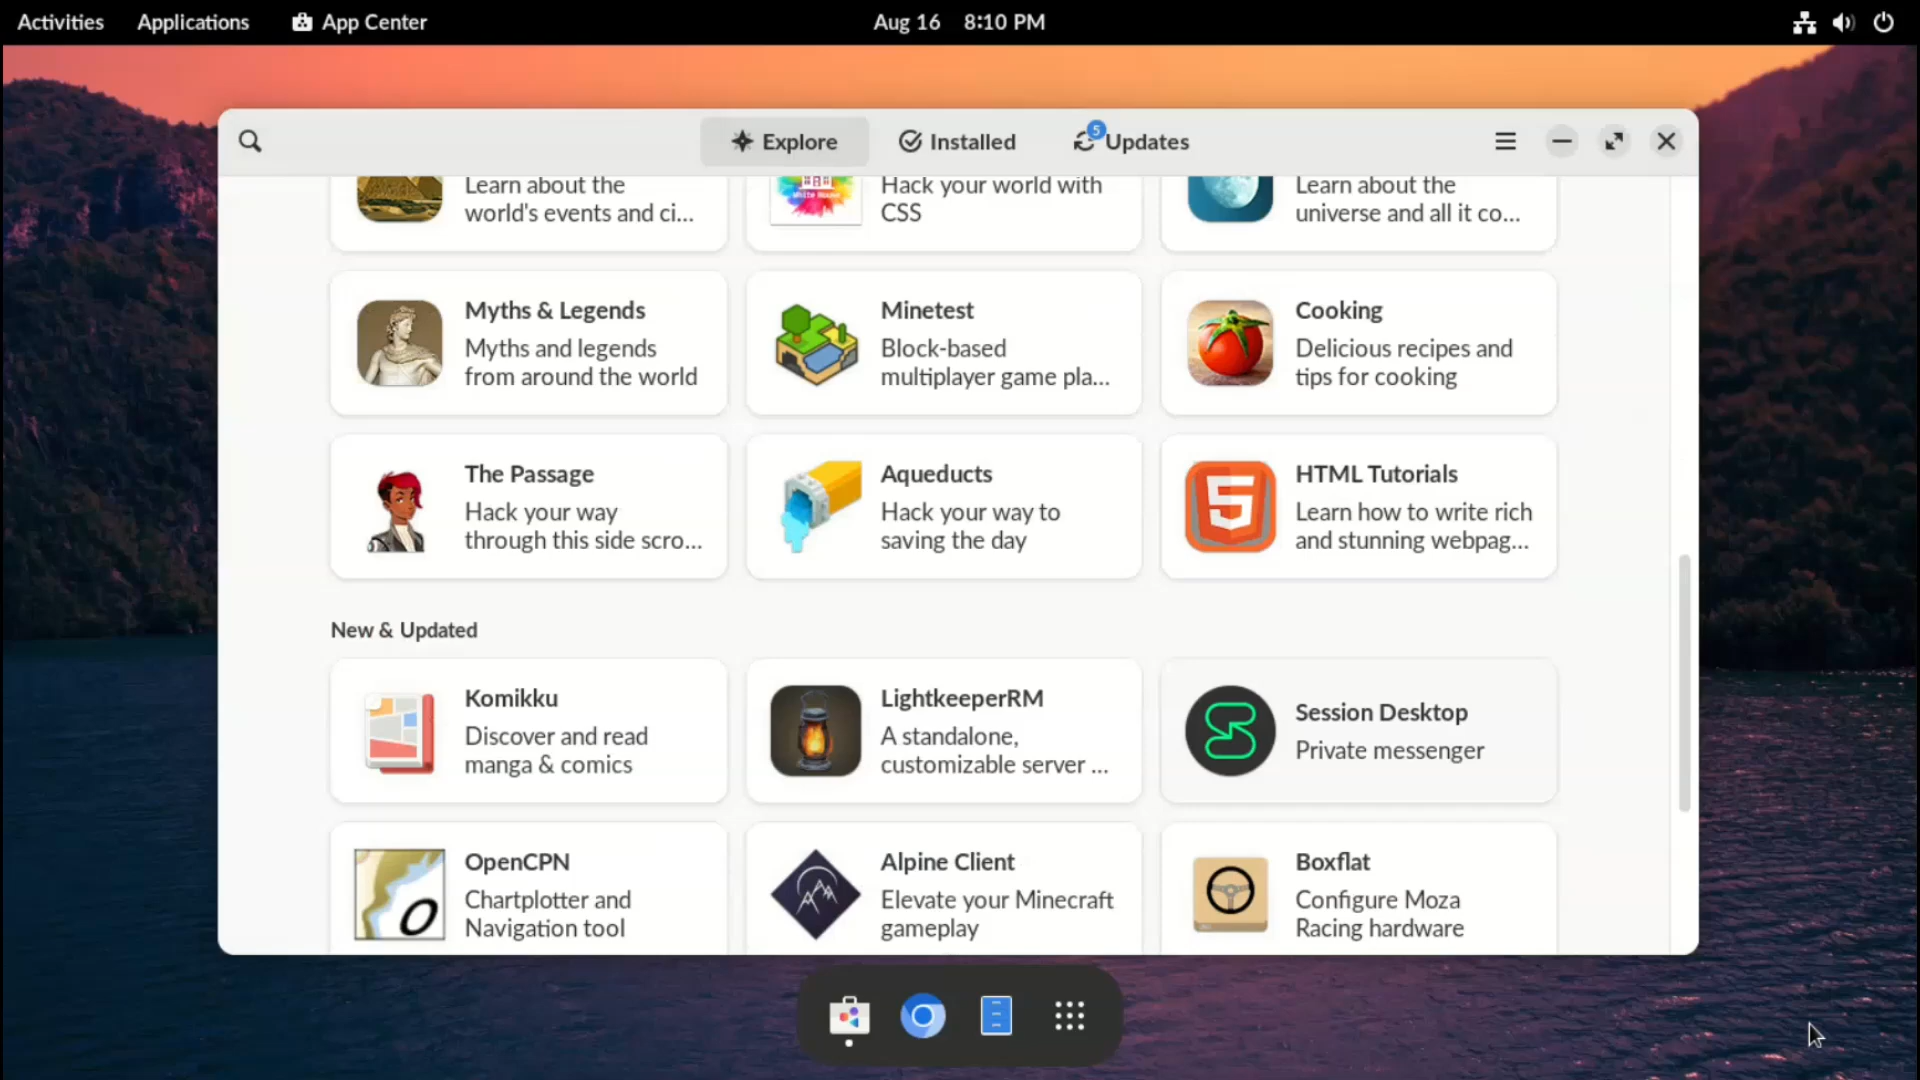 Activities Applications App Center Aug 16 8:10 PM
Explore Installed 5 Updates
Learn about the
world's events and ci...
White House
Hack your world with
CSS
Learn about the
universe and all it co...
Myths & Legends
Myths and legends
from around the world
Minetest
Block-based
multiplayer game pla...
Cooking
Delicious recipes and
tips for cooking
The Passage
Hack your way
through this side scro...
Aqueducts
Hack your way to
saving the day
HTML Tutorials
Learn how to write rich
and stunning webpag...
New & Updated
Komikku
Discover and read
manga & comics
LightkeeperRM
A standalone,
customizable server ...
Session Desktop
Private messenger
OpenCPN
Chartplotter and
Navigation tool
Alpine Client
Elevate your Minecraft
gameplay
Boxflat
Configure Moza
Racing hardware